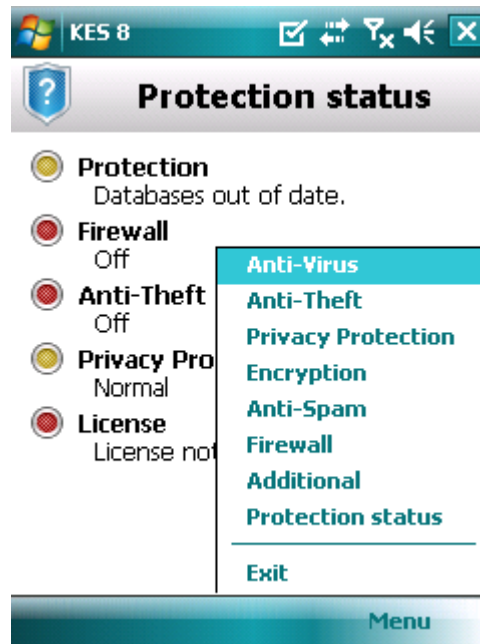 KES 8
Protection status
Protection
Databases out of date.
Firewall
Off
Anti-Theft
Off
Privacy Pro
Normal
License
License not
Anti-Virus
Anti-Theft
Privacy Protection
Encryption
Anti-Spam
Firewall
Additional
Protection status
Exit
Menu